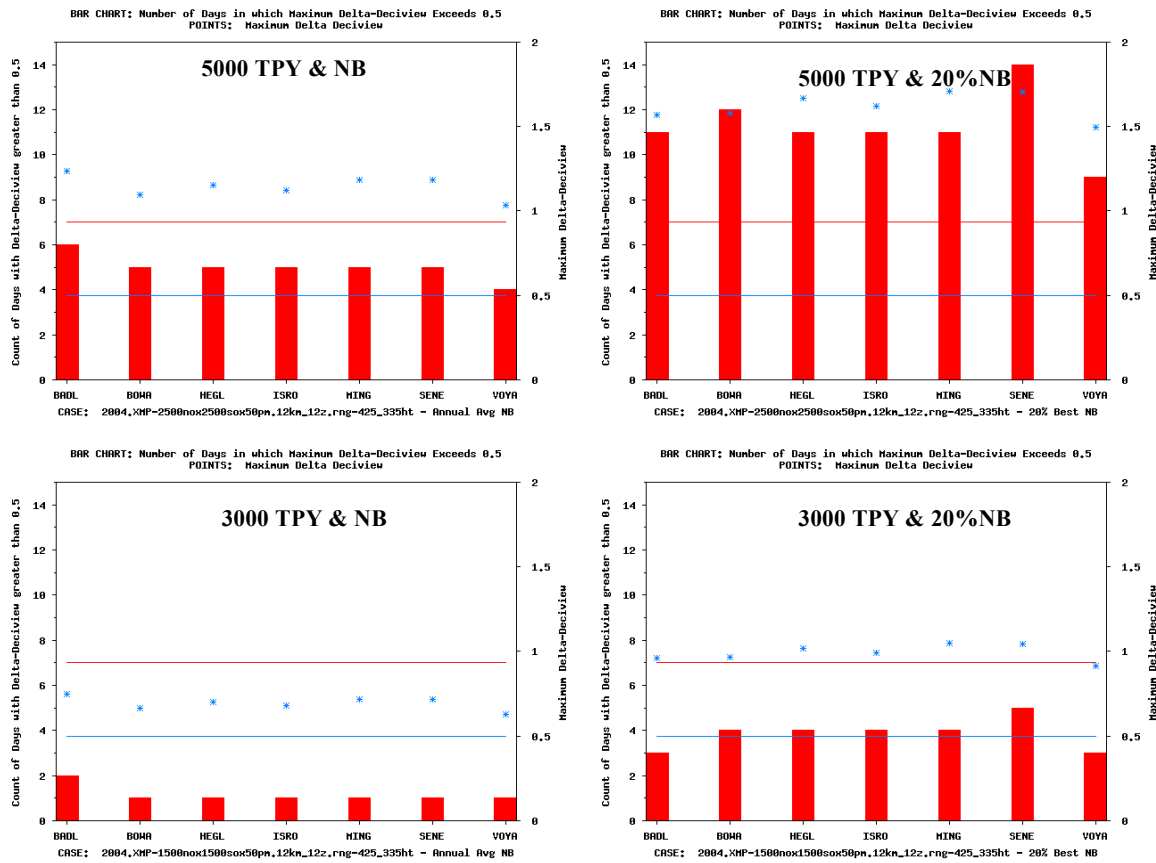 BAR CHART: Number of Days in which Maximum Delta-Deciview Exceeds 0.5
POINTS: Maximum Delta Deciview
5000 TPY & NB
Count of Days with Delta-Deciview greater than 0.5
14
12
10
8
6
4
2
0
2
1.5
1
0.5
0
Maximum Delta-Deciview
BADL BOWA HEGL ISRO MING SENE VOYA
CASE: 2004.XMP-2500nox2500sox50pm.12km_12z.rng-425_335ht - Annual Avg NB
BAR CHART: Number of Days in which Maximum Delta-Deciview Exceeds 0.5
POINTS: Maximum Delta Deciview
5000 TPY & 20%NB
Count of Days with Delta-Deciview greater than 0.5
14
12
10
8
6
4
2
0
2
1.5
1
0.5
0
Maximum Delta-Deciview
BADL BOWA HEGL ISRO MING SENE VOYA
CASE: 2004.XMP-2500nox2500sox50pm.12km_12z.rng-425_335ht - 20% Best NB
BAR CHART: Number of Days in which Maximum Delta-Deciview Exceeds 0.5
POINTS: Maximum Delta Deciview
3000 TPY & NB
Count of Days with Delta-Deciview greater than 0.5
14
12
10
8
6
4
2
0
2
1.5
1
0.5
0
Maximum Delta-Deciview
BADL BOWA HEGL ISRO MING SENE VOYA
CASE: 2004.XMP-1500nox1500sox50pm.12km_12z.rng-425_335ht - Annual Avg NB
BAR CHART: Number of Days in which Maximum Delta-Deciview Exceeds 0.5
POINTS: Maximum Delta Deciview
3000 TPY & 20%NB
Count of Days with Delta-Deciview greater than 0.5
14
12
10
8
6
4
2
0
2
1.5
1
0.5
0
Maximum Delta-Deciview
BADL BOWA HEGL ISRO MING SENE VOYA
CASE: 2004.XMP-1500nox1500sox50pm.12km_12z.rng-425_335ht - 20% Best NB